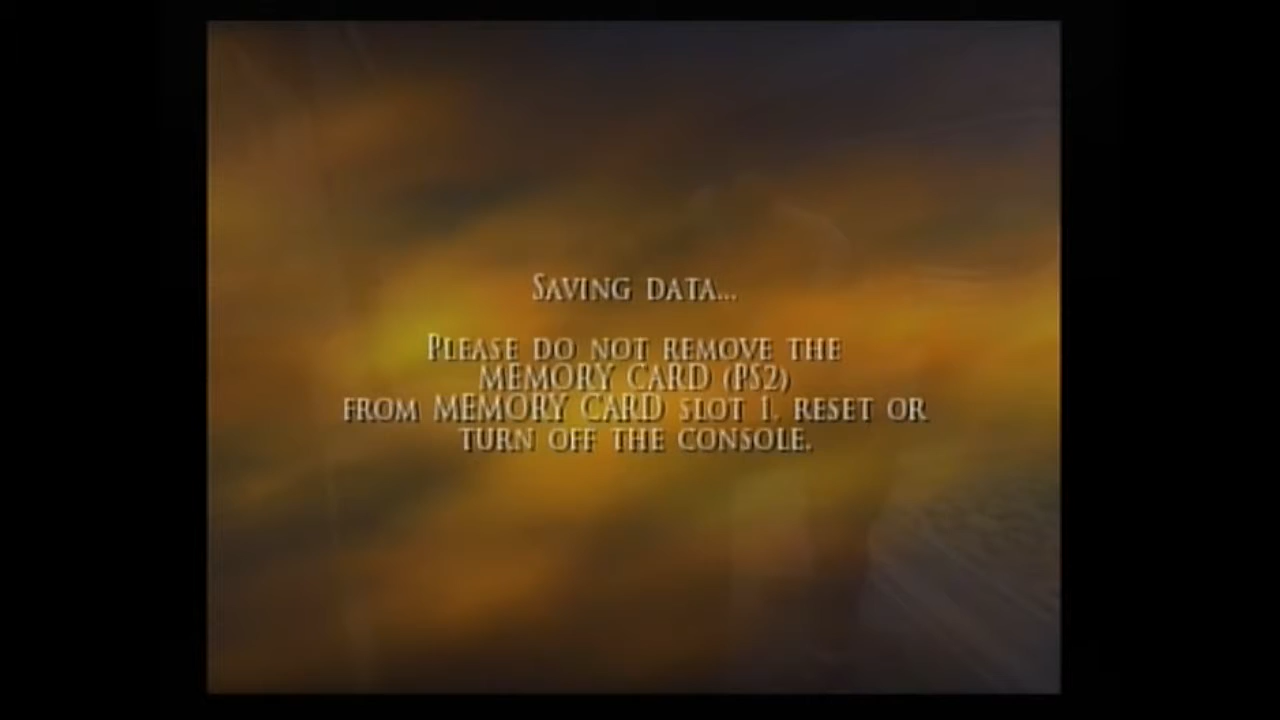 Saving data...
Please do not remove the
MEMORY CARD (PS2)
from MEMORY CARD slot 1, reset or
turn off the console.